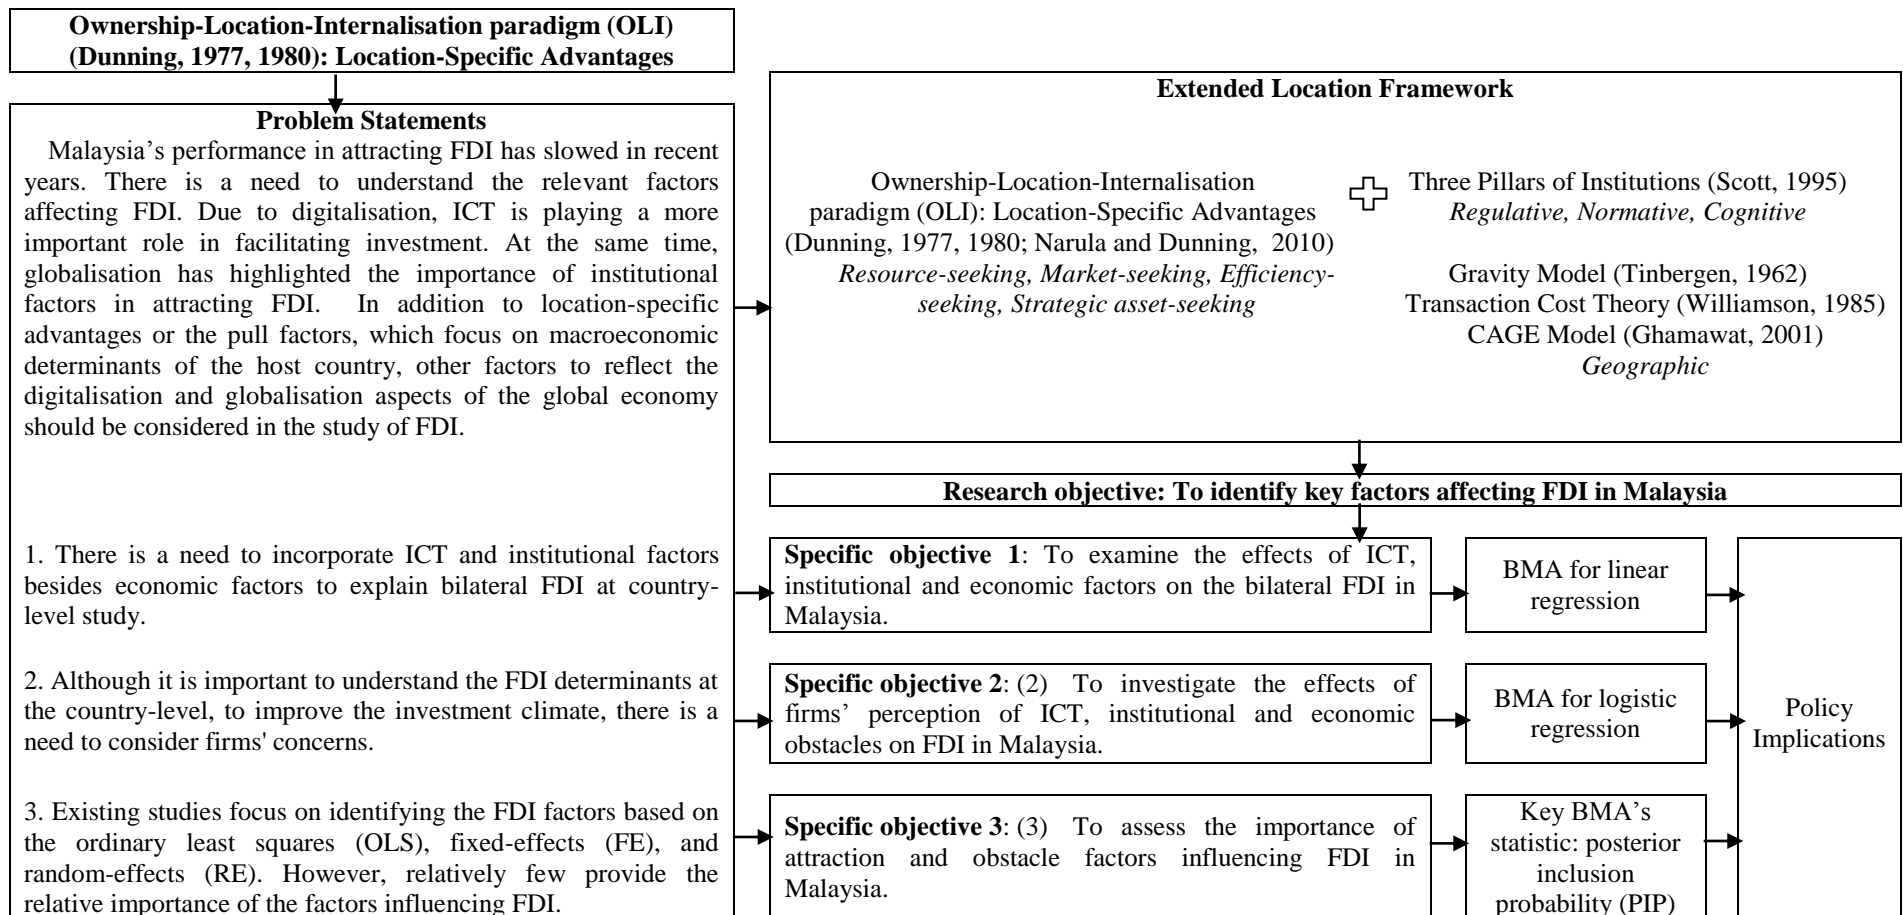 Ownership-Location-Internalisation paradigm (OLI)
(Dunning, 1977, 1980): Location-Specific Advantages
Problem Statements
Malaysia's performance in attracting FDI has slowed in recent
years. There is a need to understand the relevant factors
affecting FDI. Due to digitalisation, ICT is playing a more
important role in facilitating investment. At the same time,
globalisation has highlighted the importance of institutional
factors in attracting FDI. In addition to location-specific
advantages or the pull factors, which focus on macroeconomic
determinants of the host country, other factors to reflect the
digitalisation and globalisation aspects of the global economy
should be considered in the study of FDI.
1. There is a need to incorporate ICT and institutional factors
besides economic factors to explain bilateral FDI at country-
level study.
2. Although it is important to understand the FDI determinants at
the country-level, to improve the investment climate, there is a
need to consider firms' concerns.
3. Existing studies focus on identifying the FDI factors based on
the ordinary least squares (OLS), fixed-effects (FE), and
random-effects (RE). However, relatively few provide the
relative importance of the factors influencing FDI.
Extended Location Framework
Ownership-Location-Internalisation
paradigm (OLI): Location-Specific Advantages
(Dunning, 1977, 1980; Narula and Dunning, 2010)
Resource-seeking, Market-seeking, Efficiency-
seeking, Strategic asset-seeking
Three Pillars of Institutions (Scott, 1995)
Regulative, Normative, Cognitive
Gravity Model (Tinbergen, 1962)
Transaction Cost Theory (Williamson, 1985)
CAGE Model (Ghamawat, 2001)
Geographic
Research objective: To identify key factors affecting FDI in Malaysia
Specific objective 1: To examine the effects of ICT,
institutional and economic factors on the bilateral FDI in
Malaysia.
BMA for linear
regression
Specific objective 2: (2) To investigate the effects of
firms' perception of ICT, institutional and economic
obstacles on FDI in Malaysia.
BMA for logistic
regression
Specific objective 3: (3) To assess the importance of
attraction and obstacle factors influencing FDI in
Malaysia.
Key BMA's
statistic: posterior
inclusion
probability (PIP)
Policy
Implications